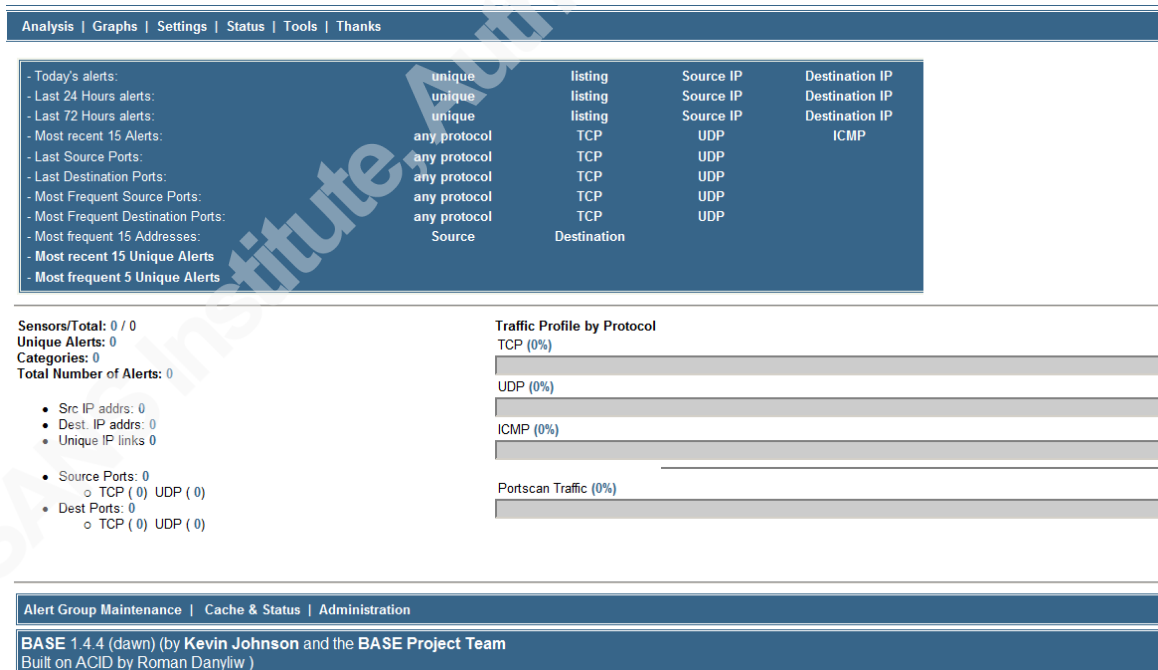 Analysis | Graphs | Settings | Status | Tools | Thanks
- Today's alerts: unique listing Source IP Destination IP
- Last 24 Hours alerts: unique listing Source IP Destination IP
- Last 72 Hours alerts: unique listing Source IP Destination IP
- Most recent 15 Alerts: any protocol TCP UDP ICMP
- Last Source Ports: any protocol TCP UDP
- Last Destination Ports: any protocol TCP UDP
- Most Frequent Source Ports: any protocol TCP UDP
- Most Frequent Destination Ports: any protocol TCP UDP
- Most frequent 15 Addresses: Source Destination
- Most recent 15 Unique Alerts
- Most frequent 5 Unique Alerts
Sensors/Total: 0 / 0
Unique Alerts: 0
Categories: 0
Total Number of Alerts: 0
• Src IP addrs: 0
• Dest. IP addrs: 0
• Unique IP links 0
• Source Ports: 0
o TCP ( 0) UDP ( 0)
• Dest Ports: 0
o TCP ( 0) UDP ( 0)
Traffic Profile by Protocol
TCP (0%)
UDP (0%)
ICMP (0%)
Portscan Traffic (0%)
Alert Group Maintenance | Cache & Status | Administration
BASE 1.4.4 (dawn) (by Kevin Johnson and the BASE Project Team
Built on ACID by Roman Danyliw )
SANS Institute,